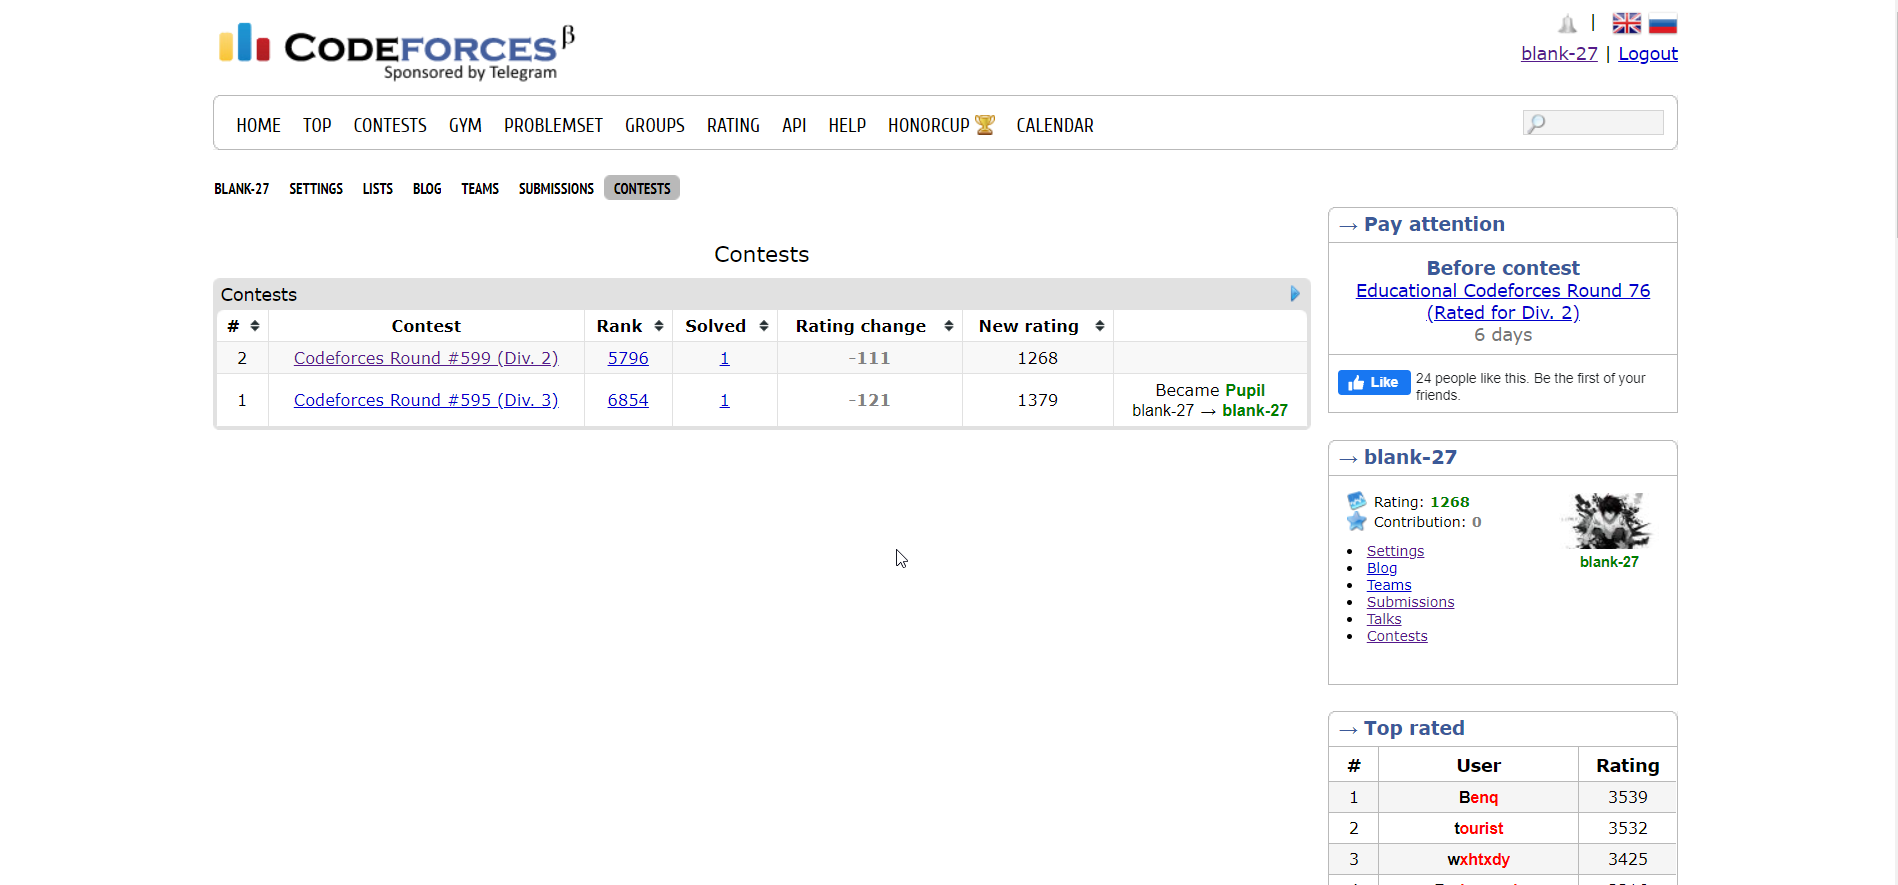 CODEFORCES β
Sponsored by Telegram
|
blank-27 | Logout
HOME TOP CONTESTS GYM PROBLEMSET GROUPS RATING API HELP HONORCUP CALENDAR
BLANK-27 SETTINGS LISTS BLOG TEAMS SUBMISSIONS CONTESTS
Contests
Contests
# Contest Rank Solved Rating change New rating
2 Codeforces Round #599 (Div. 2) 5796 1 -111 1268
1 Codeforces Round #595 (Div. 3) 6854 1 -121 1379 Became Pupil
blank-27 → blank-27
→ Pay attention
Before contest
Educational Codeforces Round 76
(Rated for Div. 2)
6 days
Like 24 people like this. Be the first of your
friends.
→ blank-27
Rating: 1268
Contribution: 0
Settings
Blog
Teams
Submissions
Talks
Contests
blank-27
→ Top rated
# User Rating
1 Benq 3539
2 tourist 3532
3 wxhtxdy 3425